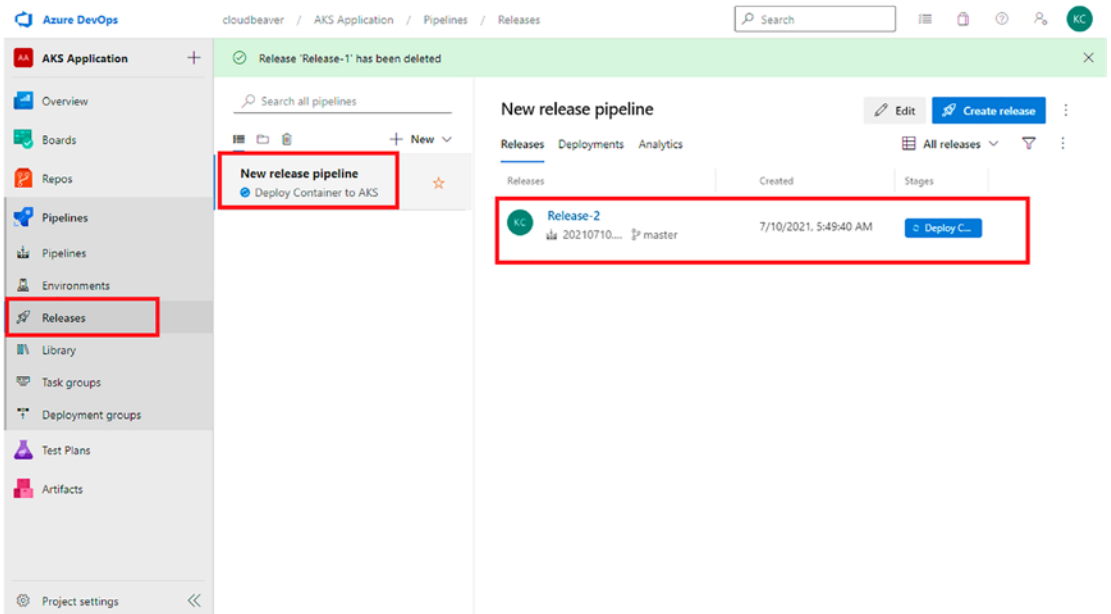 Azure DevOps
cloudbeaver / AKS Application / Pipelines / Releases
Search
KC
AA AKS Application
Release 'Release-1' has been deleted
Overview
Boards
Repos
Pipelines
Pipelines
Environments
Releases
Library
Task groups
Deployment groups
Test Plans
Artifacts
Project settings
Search all pipelines
New
New release pipeline
Deploy Container to AKS
New release pipeline
Edit
Create release
Releases Deployments Analytics
All releases
Releases Created Stages
KC Release-2
20210710.... master
7/10/2021, 5:49:40 AM
Deploy C...